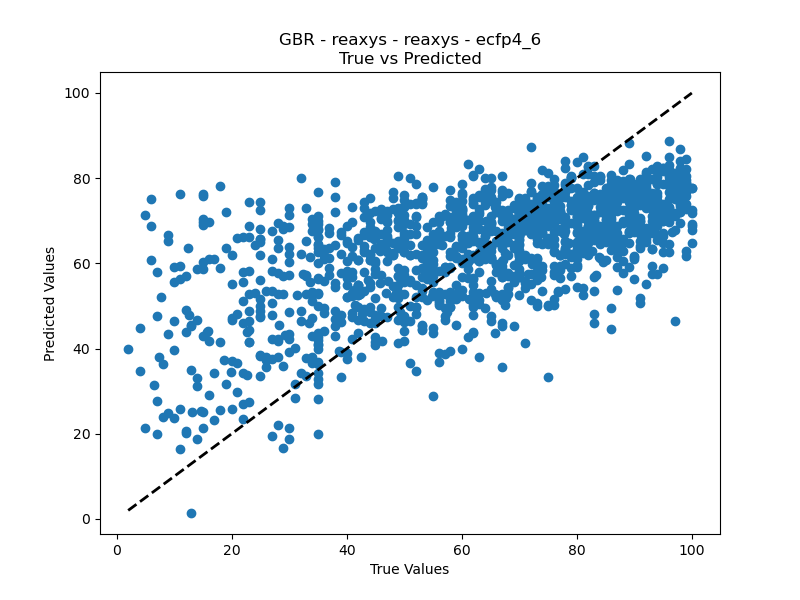 GBR - reaxys - reaxys - ecfp4_6
True vs Predicted
100
80
60
40
20
0
Predicted Values
0 20 40 60 80 100
True Values